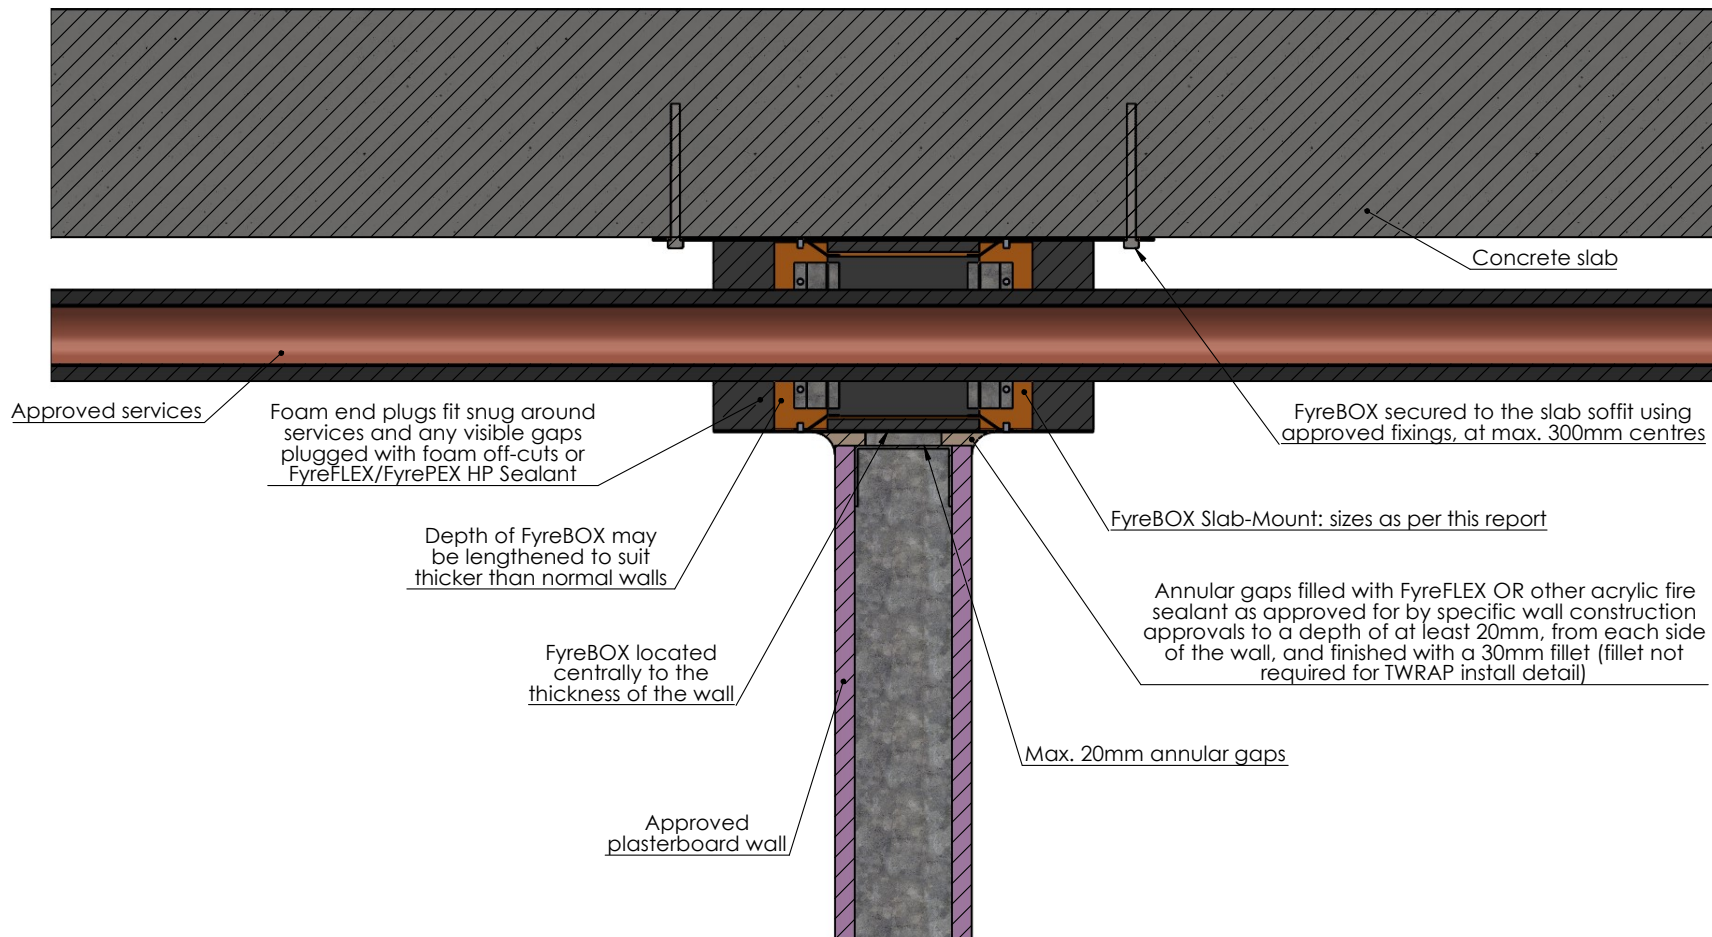 Concrete slab
Approved services
Foam end plugs fit snug around
services and any visible gaps
plugged with foam off-cuts or
FyreFLEX/FyrePEX HP Sealant
FyreBOX secured to the slab soffit using
approved fixings, at max. 300mm centres
Depth of FyreBOX may
be lengthened to suit
thicker than normal walls
FyreBOX Slab-Mount: sizes as per this report
Annular gaps filled with FyreFLEX OR other acrylic fire
sealant as approved for by specific wall construction
approvals to a depth of at least 20mm, from each side
of the wall, and finished with a 30mm fillet (fillet not
required for TWRAP install detail)
FyreBOX located
centrally to the
thickness of the wall
Max. 20mm annular gaps
Approved
plasterboard wall